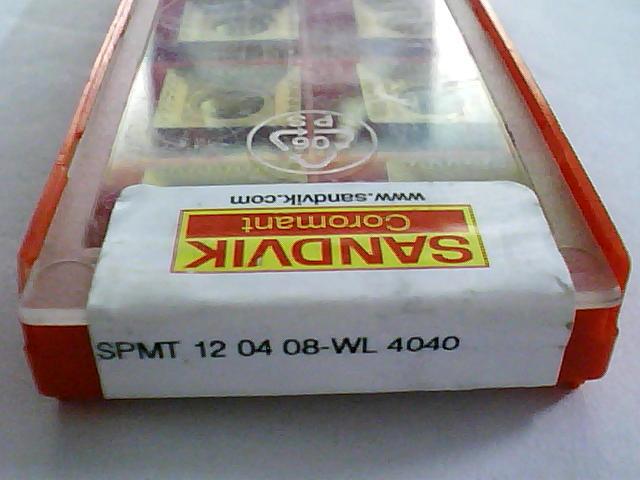 www.sandvik.com
Coromant
SANDVIK
SPMT 12 04 08-WL 4040